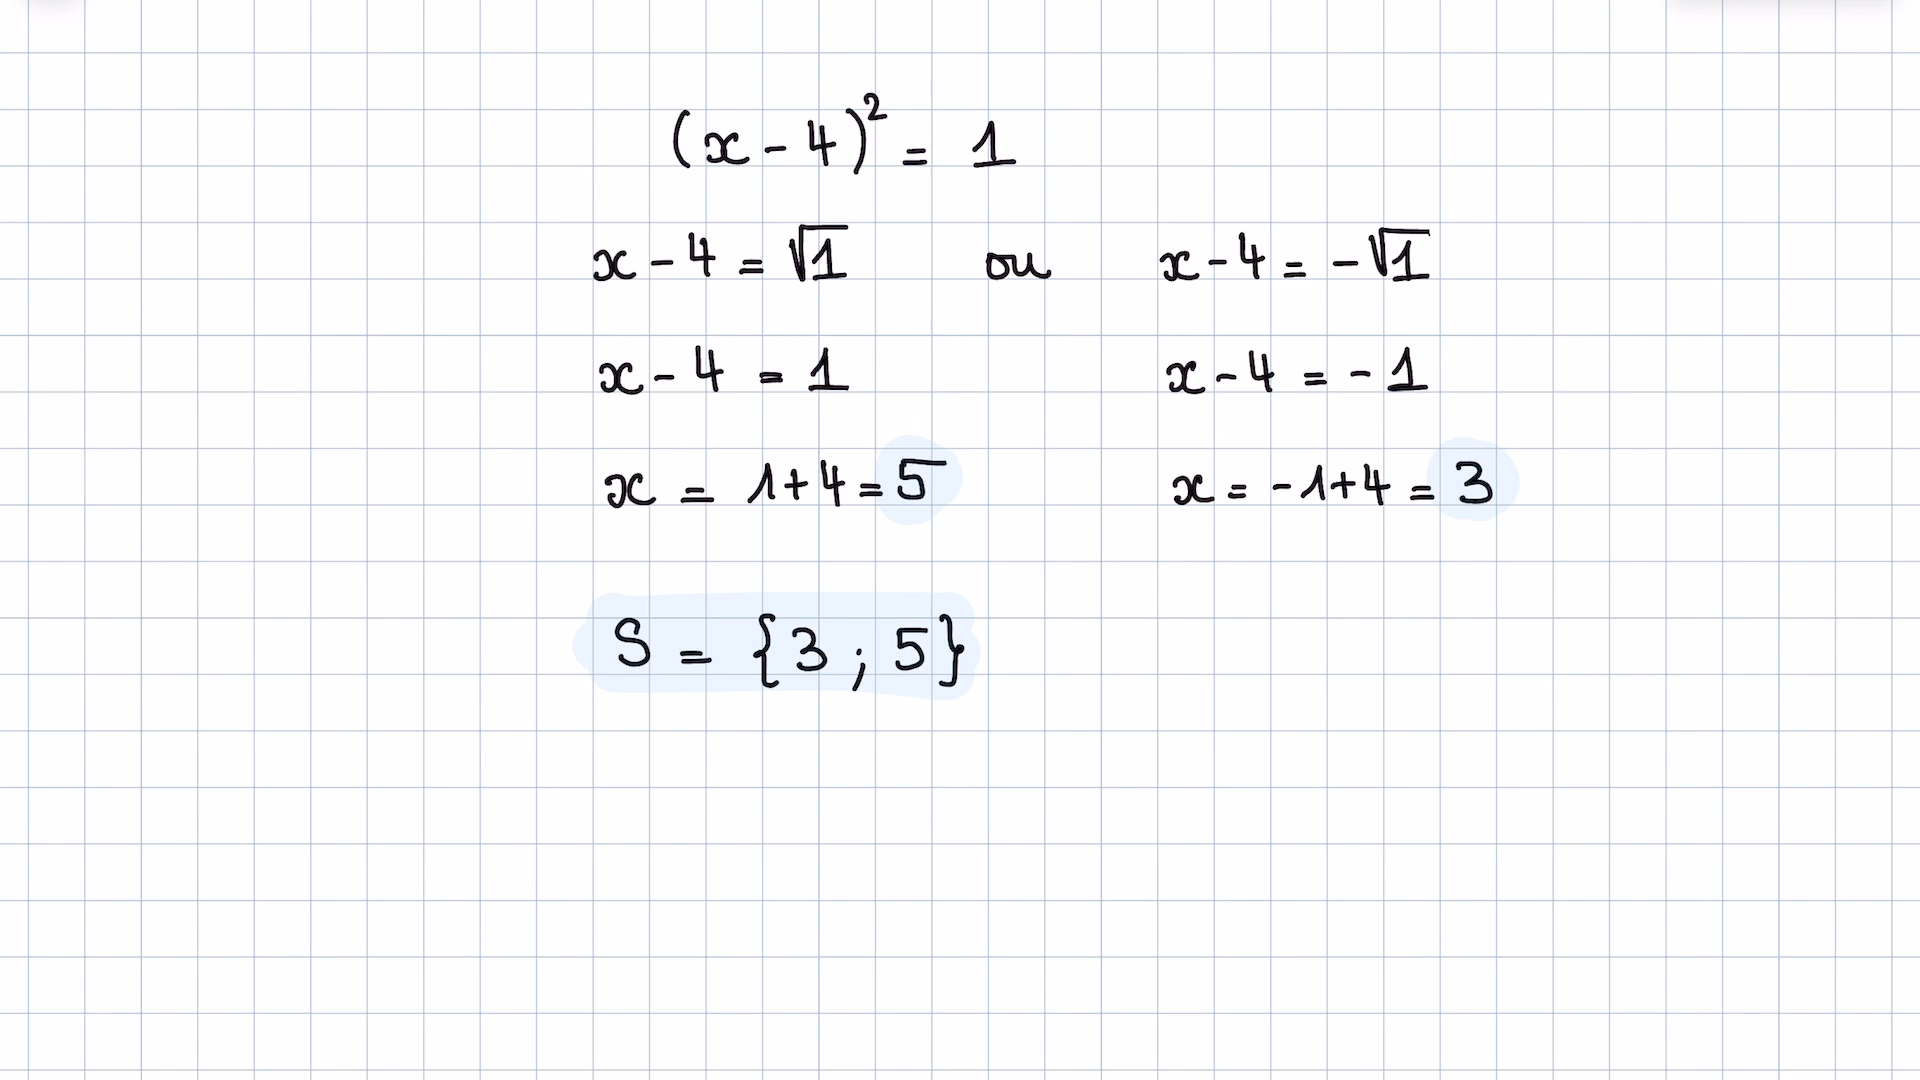 (x - 4)² = 1
x - 4 = √1 ou x - 4 = -√1
x - 4 = 1 x - 4 = - 1
x = 1 + 4 = 5 x = - 1 + 4 = 3
S = {3 ; 5}